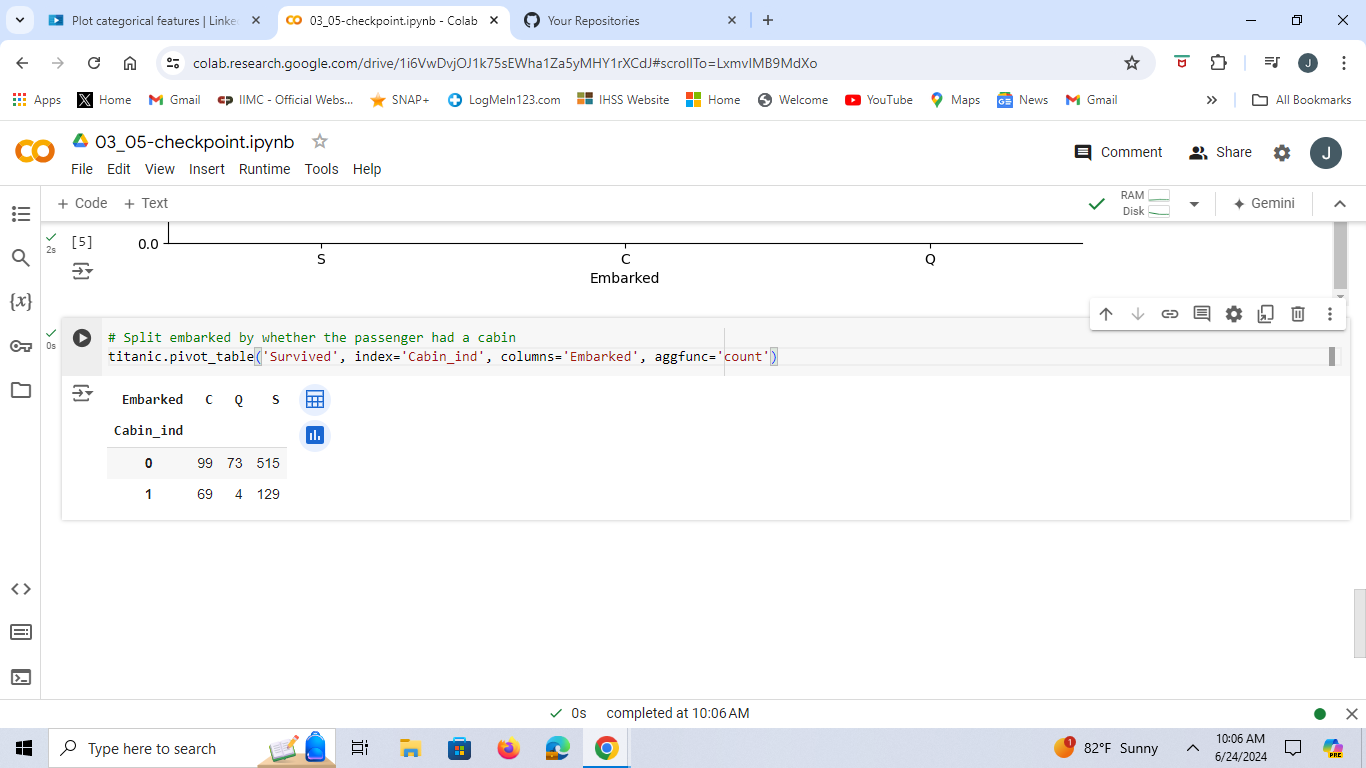 Plot categorical features | Linke
03_05-checkpoint.ipynb - Colab
Your Repositories
colab.research.google.com/drive/1i6VwDvjOJ1k75sEWha1Za5yMHY1rXCdJ#scrollTo=LxmvIMB9MdXo
J
Apps
Home
Gmail
IIMC - Official Webs...
SNAP+
LogMeIn123.com
IHSS Website
Home
Welcome
YouTube
Maps
News
Gmail
All Bookmarks
03_05-checkpoint.ipynb
Comment
Share
J
File Edit View Insert Runtime Tools Help
+ Code + Text
RAM
Disk
Gemini
2s
[5]
0.0
S C Q
Embarked
{x}
0s
# Split embarked by whether the passenger had a cabin
titanic.pivot_table('Survived', index='Cabin_ind', columns='Embarked', aggfunc='count')
Embarked C Q S
Cabin_ind
0 99 73 515
1 69 4 129
0s completed at 10:06 AM
Type here to search
1
82°F Sunny
10:06 AM
6/24/2024
PRE